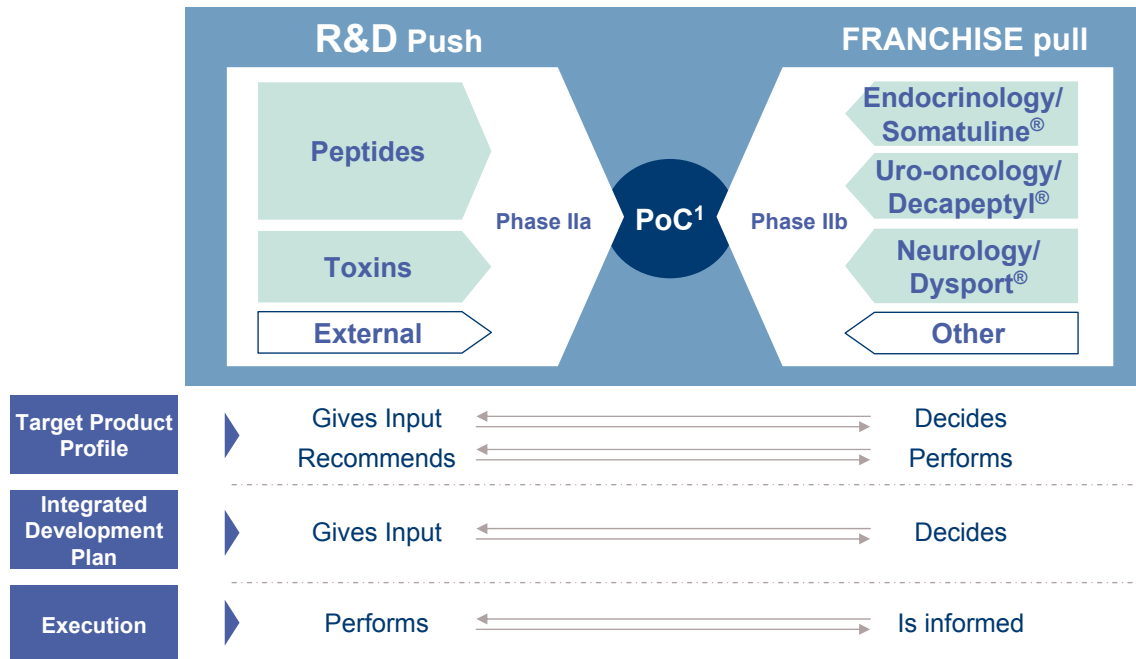 R&D Push
FRANCHISE pull
Peptides
Toxins
External
Phase IIa
PoC¹
Phase IIb
Endocrinology/
Somatuline®
Uro-oncology/
Decapeptyl®
Neurology/
Dysport®
Other
Target Product
Profile
Gives Input
Decides
Recommends
Performs
Integrated
Development
Plan
Gives Input
Decides
Execution
Performs
Is informed